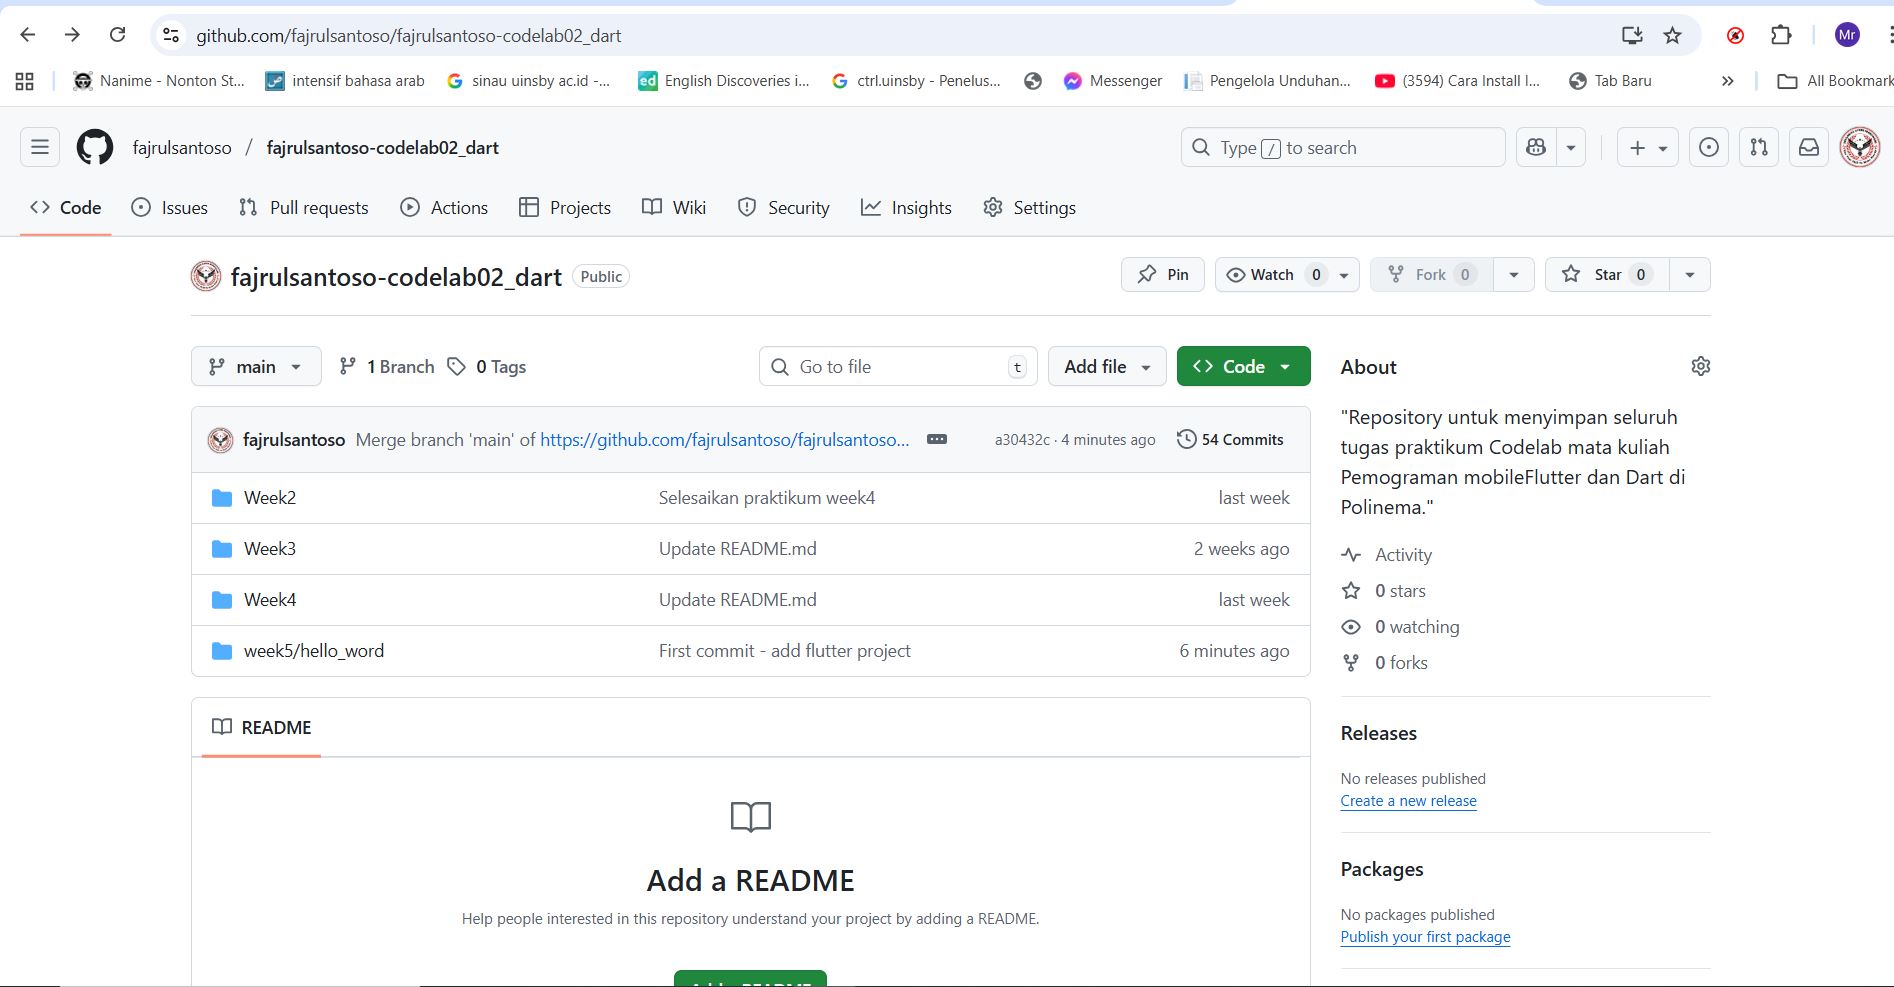 github.com/fajrulsantoso/fajrulsantoso-codelab02_dart
Mr
Nanime - Nonton St...
intensif bahasa arab
sinau uinsby ac.id -...
ed
English Discoveries i...
ctrl.uinsby - Penelus...
Messenger
Pengelola Unduhan...
(3594) Cara Install I...
Tab Baru
»
All Bookmark
fajrulsantoso / fajrulsantoso-codelab02_dart
Type / to search
Code
Issues
Pull requests
Actions
Projects
Wiki
Security
Insights
Settings
fajrulsantoso-codelab02_dart Public
Pin
Watch 0
Fork 0
Star 0
main
1 Branch
0 Tags
Go to file t
Add file
Code
fajrulsantoso Merge branch 'main' of https://github.com/fajrulsantoso/fajrulsantoso... a30432c · 4 minutes ago 54 Commits
Week2 Selesaikan praktikum week4 last week
Week3 Update README.md 2 weeks ago
Week4 Update README.md last week
week5/hello_word First commit - add flutter project 6 minutes ago
README
Add a README
Help people interested in this repository understand your project by adding a README.
Add a README
About
"Repository untuk menyimpan seluruh
tugas praktikum Codelab mata kuliah
Pemograman mobileFlutter dan Dart di
Polinema."
Activity
0 stars
0 watching
0 forks
Releases
No releases published
Create a new release
Packages
No packages published
Publish your first package